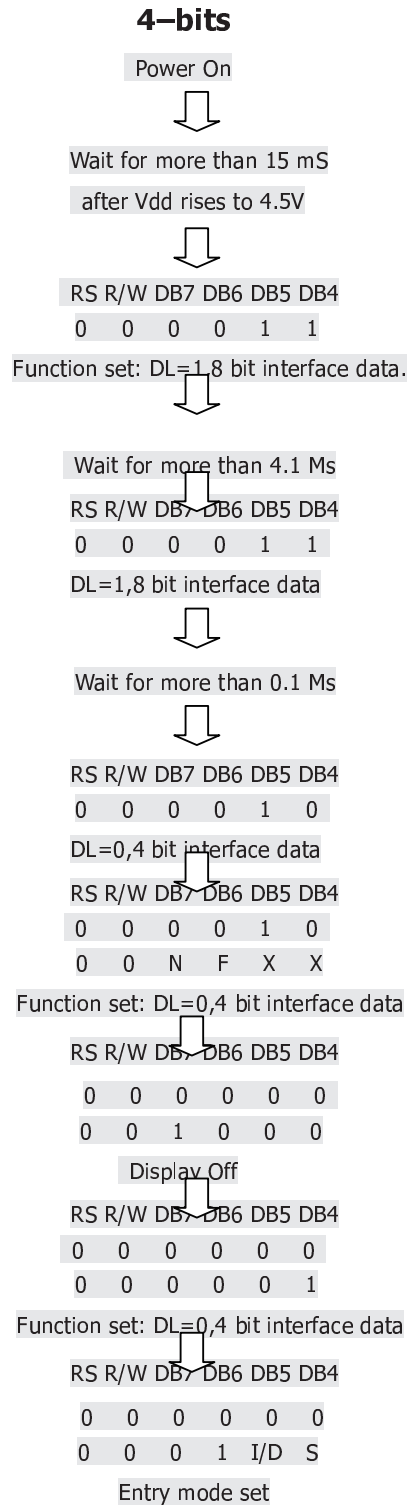 4–bits
Power On
Wait for more than 15 mS
after Vdd rises to 4.5V
RS R/W DB7 DB6 DB5 DB4
0 0 0 0 1 1
Function set: DL=1,8 bit interface data.
Wait for more than 4.1 Ms
RS R/W DB7 DB6 DB5 DB4
0 0 0 0 1 1
DL=1,8 bit interface data
Wait for more than 0.1 Ms
RS R/W DB7 DB6 DB5 DB4
0 0 0 0 1 0
DL=0,4 bit interface data
RS R/W DB7 DB6 DB5 DB4
0 0 0 0 1 0
0 0 N F X X
Function set: DL=0,4 bit interface data
RS R/W DB7 DB6 DB5 DB4
0 0 0 0 0 0
0 0 1 0 0 0
Display Off
RS R/W DB7 DB6 DB5 DB4
0 0 0 0 0 0
0 0 0 0 0 1
Function set: DL=0,4 bit interface data
RS R/W DB7 DB6 DB5 DB4
0 0 0 0 0 0
0 0 0 1 I/D S
Entry mode set